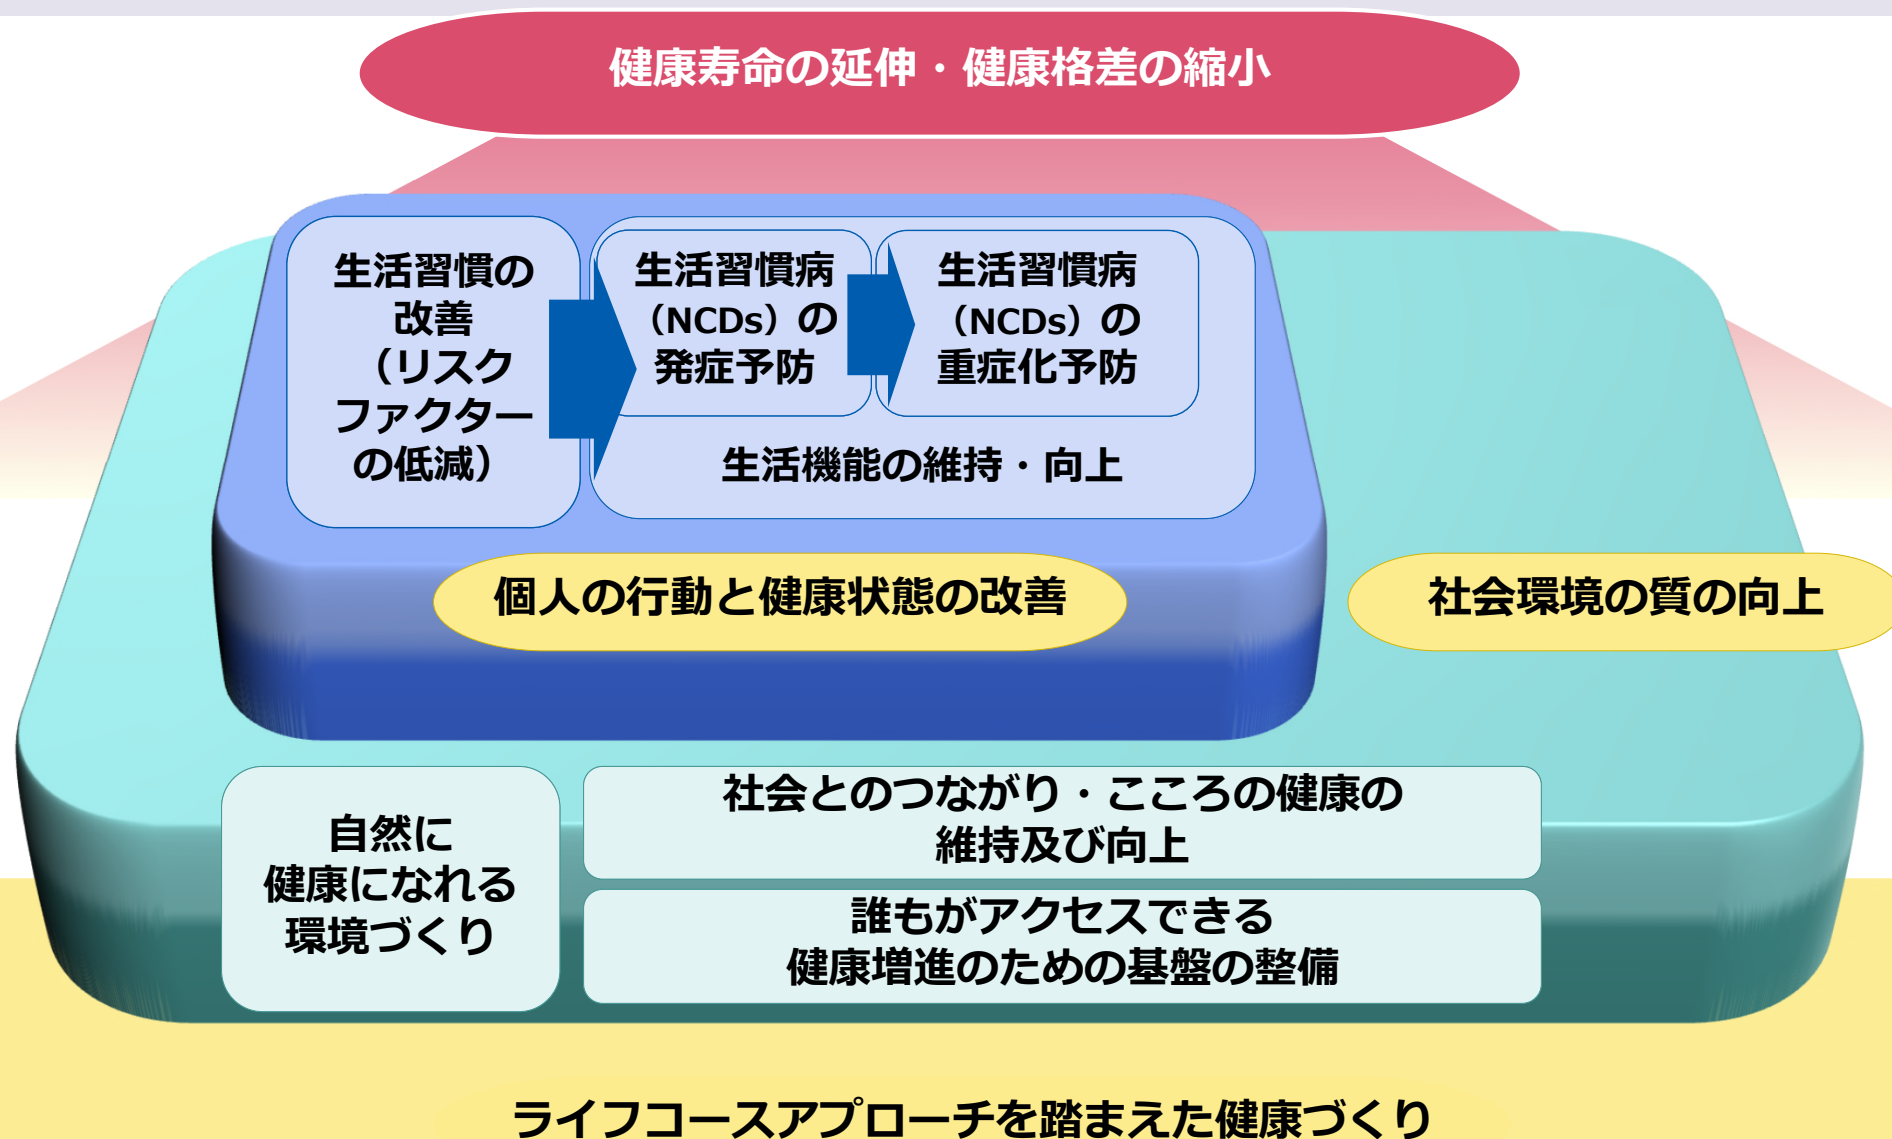 健康寿命の延伸・健康格差の縮小
生活習慣の
改善
（リスク
ファクター
の低減）
生活習慣病
（NCDs）の
発症予防
生活習慣病
（NCDs）の
重症化予防
生活機能の維持・向上
個人の行動と健康状態の改善
社会環境の質の向上
自然に
健康になれる
環境づくり
社会とのつながり・こころの健康の
維持及び向上
誰もがアクセスできる
健康増進のための基盤の整備
ライフコースアプローチを踏まえた健康づくり